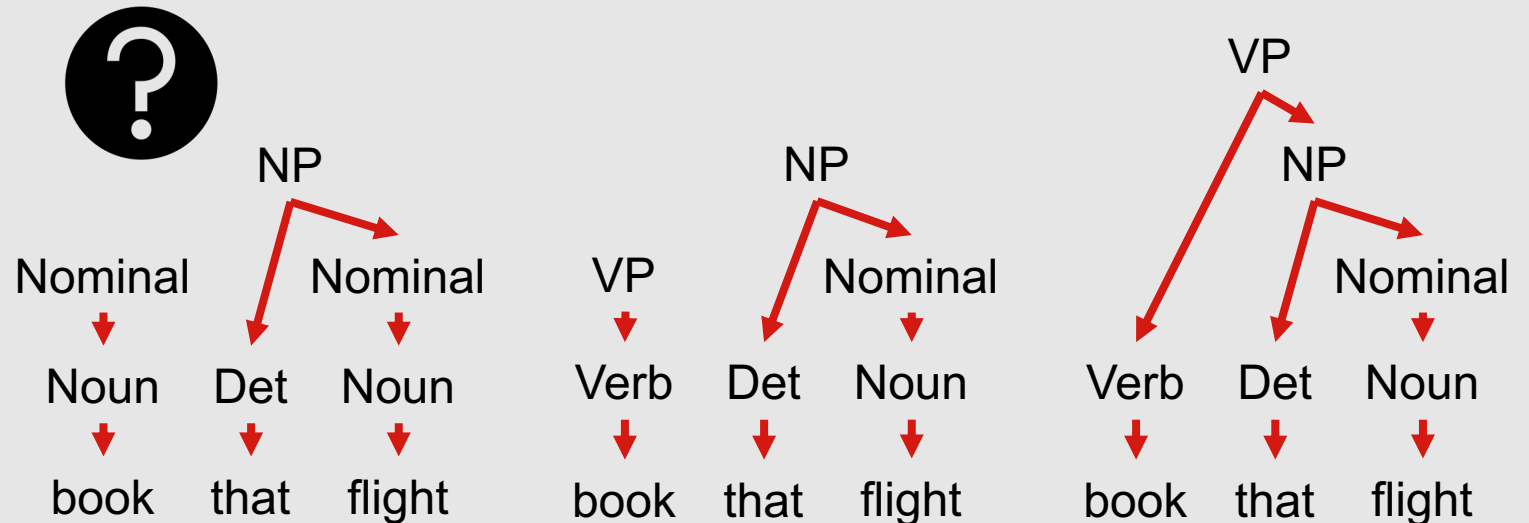 ?
VP
NP NP NP
Nominal Nominal VP Nominal Nominal
Noun Det Noun Verb Det Noun Verb Det Noun
book that flight book that flight book that flight